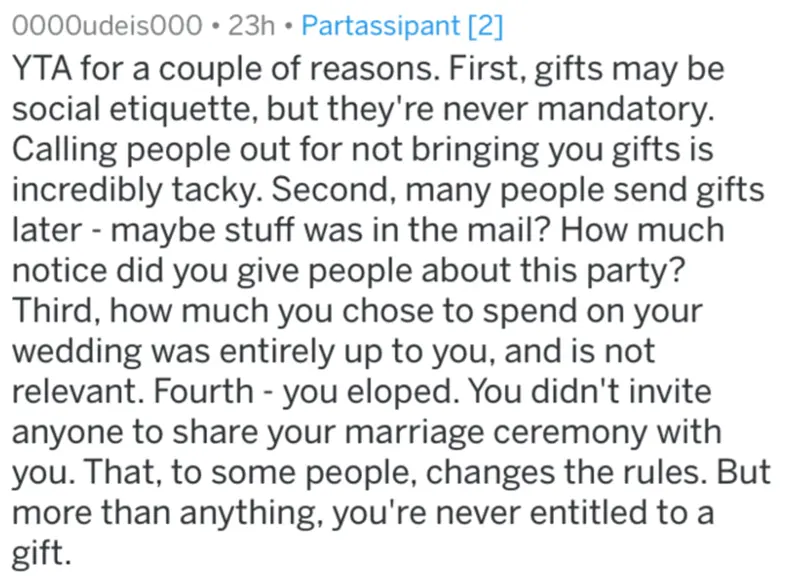 0000udeis000 • 23h • Partassipant [2]
YTA for a couple of reasons. First, gifts may be
social etiquette, but they're never mandatory.
Calling people out for not bringing you gifts is
incredibly tacky. Second, many people send gifts
later - maybe stuff was in the mail? How much
notice did you give people about this party?
Third, how much you chose to spend on your
wedding was entirely up to you, and is not
relevant. Fourth - you eloped. You didn't invite
anyone to share your marriage ceremony with
you. That, to some people, changes the rules. But
more than anything, you're never entitled to a
gift.